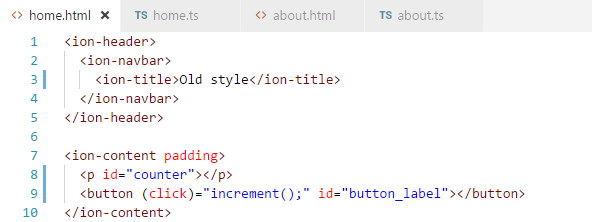 home.html × TS home.ts <> about.html TS about.ts
1 <ion-header>
2 <ion-navbar>
3 <ion-title>Old style</ion-title>
4 </ion-navbar>
5 </ion-header>
6
7 <ion-content padding>
8 <p id="counter"></p>
9 <button (click)="increment();" id="button_label"></button>
10 </ion-content>